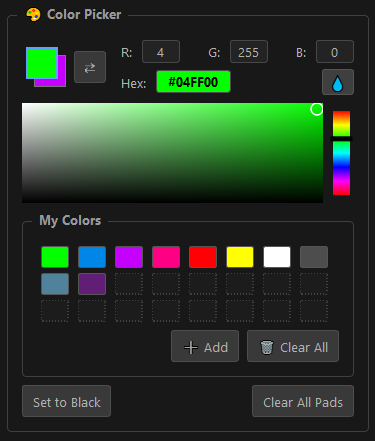 Color Picker
R: 4 G: 255 B: 0
Hex: #04FF00
My Colors
Add Clear All
Set to Black Clear All Pads